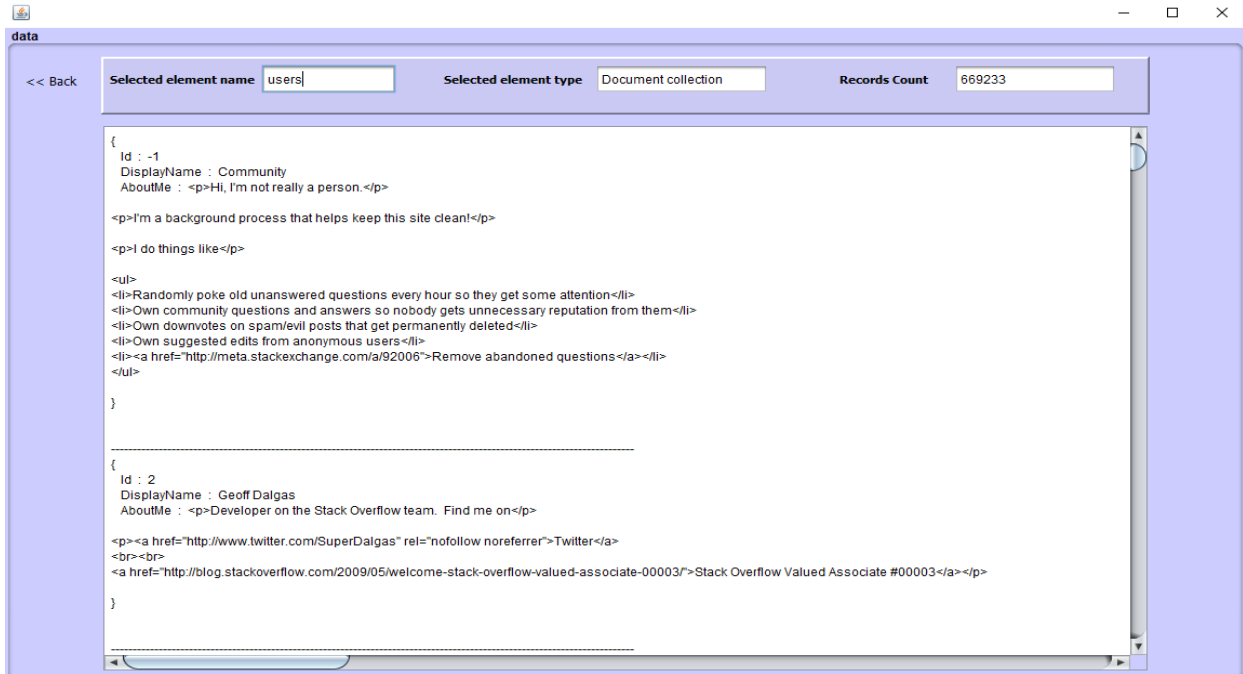 data
<< Back
Selected element name users Selected element type Document collection Records Count 669233
{
Id : -1
DisplayName : Community
AboutMe : <p>Hi, I'm not really a person.</p>
<p>I'm a background process that helps keep this site clean!</p>
<p>I do things like</p>
<ul>
<li>Randomly poke old unanswered questions every hour so they get some attention</li>
<li>Own community questions and answers so nobody gets unnecessary reputation from them</li>
<li>Own downvotes on spam/evil posts that get permanently deleted</li>
<li>Own suggested edits from anonymous users</li>
<li><a href="http://meta.stackexchange.com/a/92006">Remove abandoned questions</a></li>
</ul>
}
{
Id : 2
DisplayName : Geoff Dalgas
AboutMe : <p>Developer on the Stack Overflow team.  Find me on</p>
<p><a href="http://www.twitter.com/SuperDalgas" rel="nofollow noreferrer">Twitter</a>
<br><br>
<a href="http://blog.stackoverflow.com/2009/05/welcome-stack-overflow-valued-associate-00003/">Stack Overflow Valued Associate #00003</a></p>
}